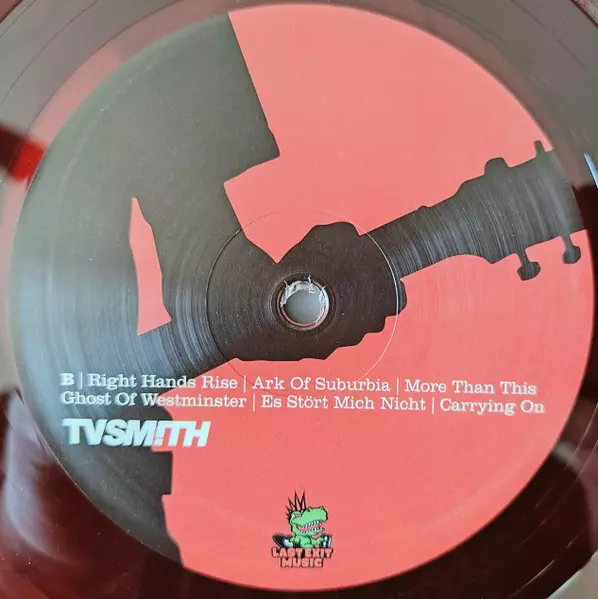 B | Right Hands Rise | Ark Of Suburbia | More Than This
Ghost Of Westminster | Es Stört Mich Nicht | Carrying On
TVSM!TH
LAST EXIT
MUSIC